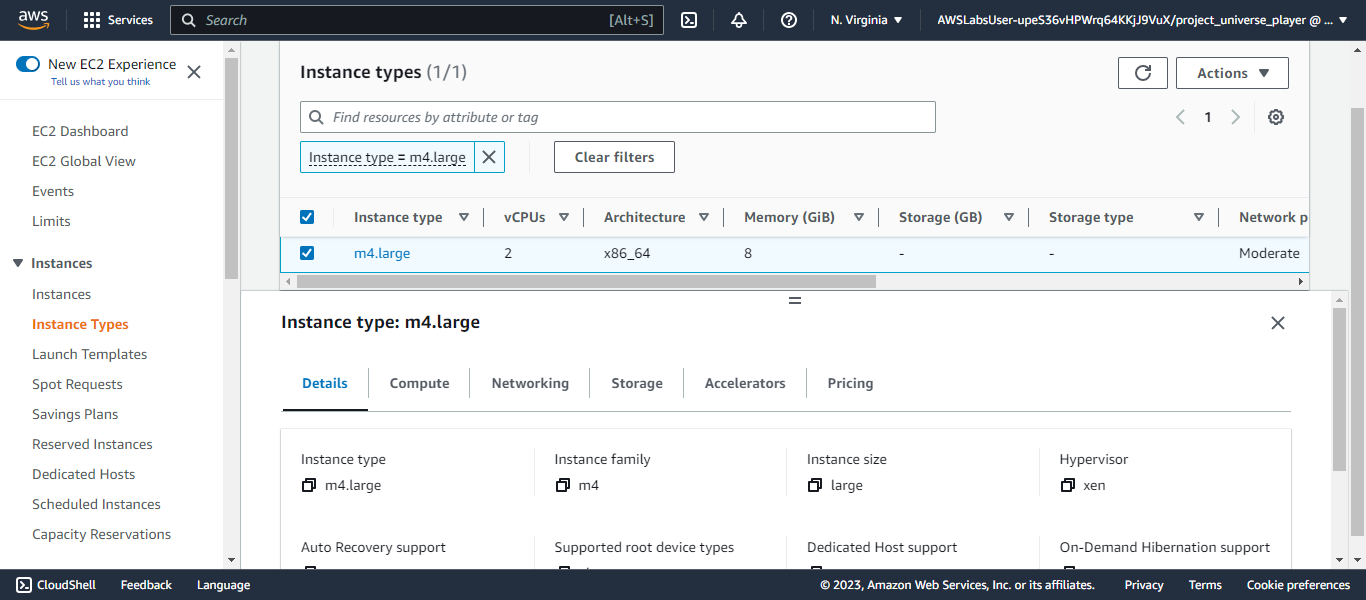 aws
Services
Search
[Alt+S]
N. Virginia
AWSLabsUser-upeS36vHPWrq64KKjJ9VuX/project_universe_player @ ...
New EC2 Experience
Tell us what you think
EC2 Dashboard
EC2 Global View
Events
Limits
Instances
Instances
Instance Types
Launch Templates
Spot Requests
Savings Plans
Reserved Instances
Dedicated Hosts
Scheduled Instances
Capacity Reservations
Instance types (1/1)
Actions
Find resources by attribute or tag
1
Instance type = m4.large
Clear filters
Instance type vCPUs Architecture Memory (GiB) Storage (GB) Storage type Network p
m4.large 2 x86_64 8 - - Moderate
Instance type: m4.large
Details Compute Networking Storage Accelerators Pricing
Instance type Instance family Instance size Hypervisor
m4.large m4 large xen
Auto Recovery support Supported root device types Dedicated Host support On-Demand Hibernation support
CloudShell Feedback Language © 2023, Amazon Web Services, Inc. or its affiliates. Privacy Terms Cookie preferences